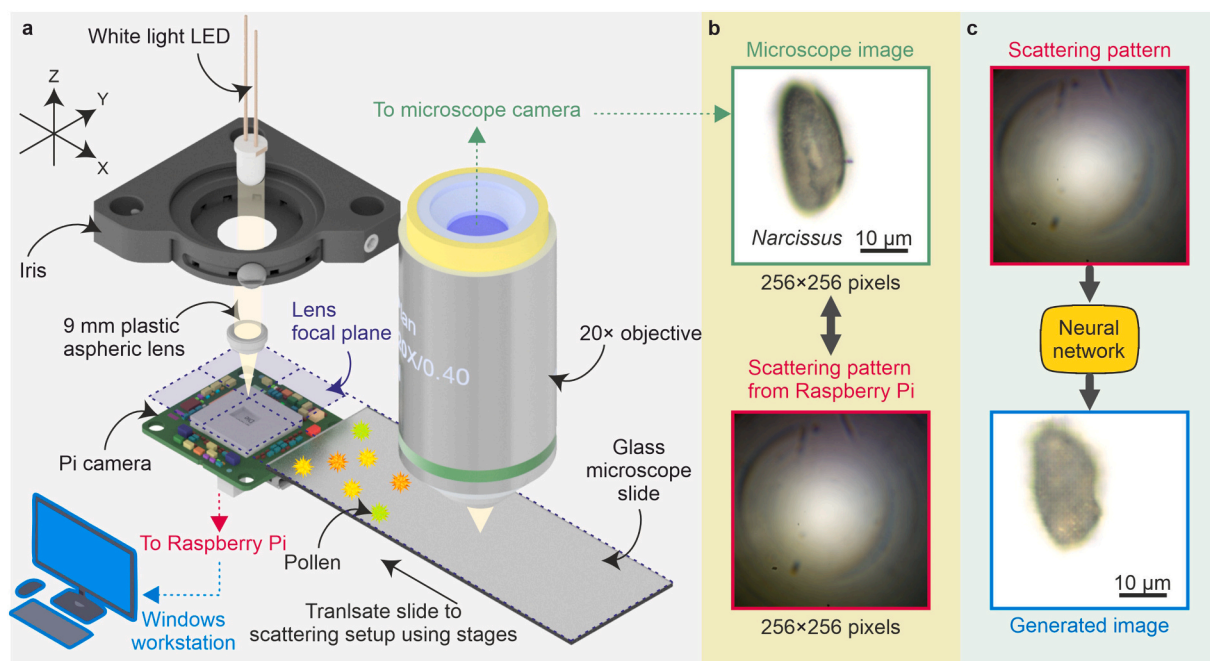 a
White light LED
Z
Y
X
To microscope camera
Iris
9 mm plastic
aspheric lens
Lens
focal plane
20× objective
0X/0.40
Pi camera
Glass
microscope
slide
To Raspberry Pi
Pollen
Windows
workstation
Tranlsate slide to
scattering setup using stages
b
Microscope image
Narcissus 10 µm
256×256 pixels
Scattering pattern
from Raspberry Pi
256×256 pixels
c
Scattering pattern
Neural
network
10 µm
Generated image